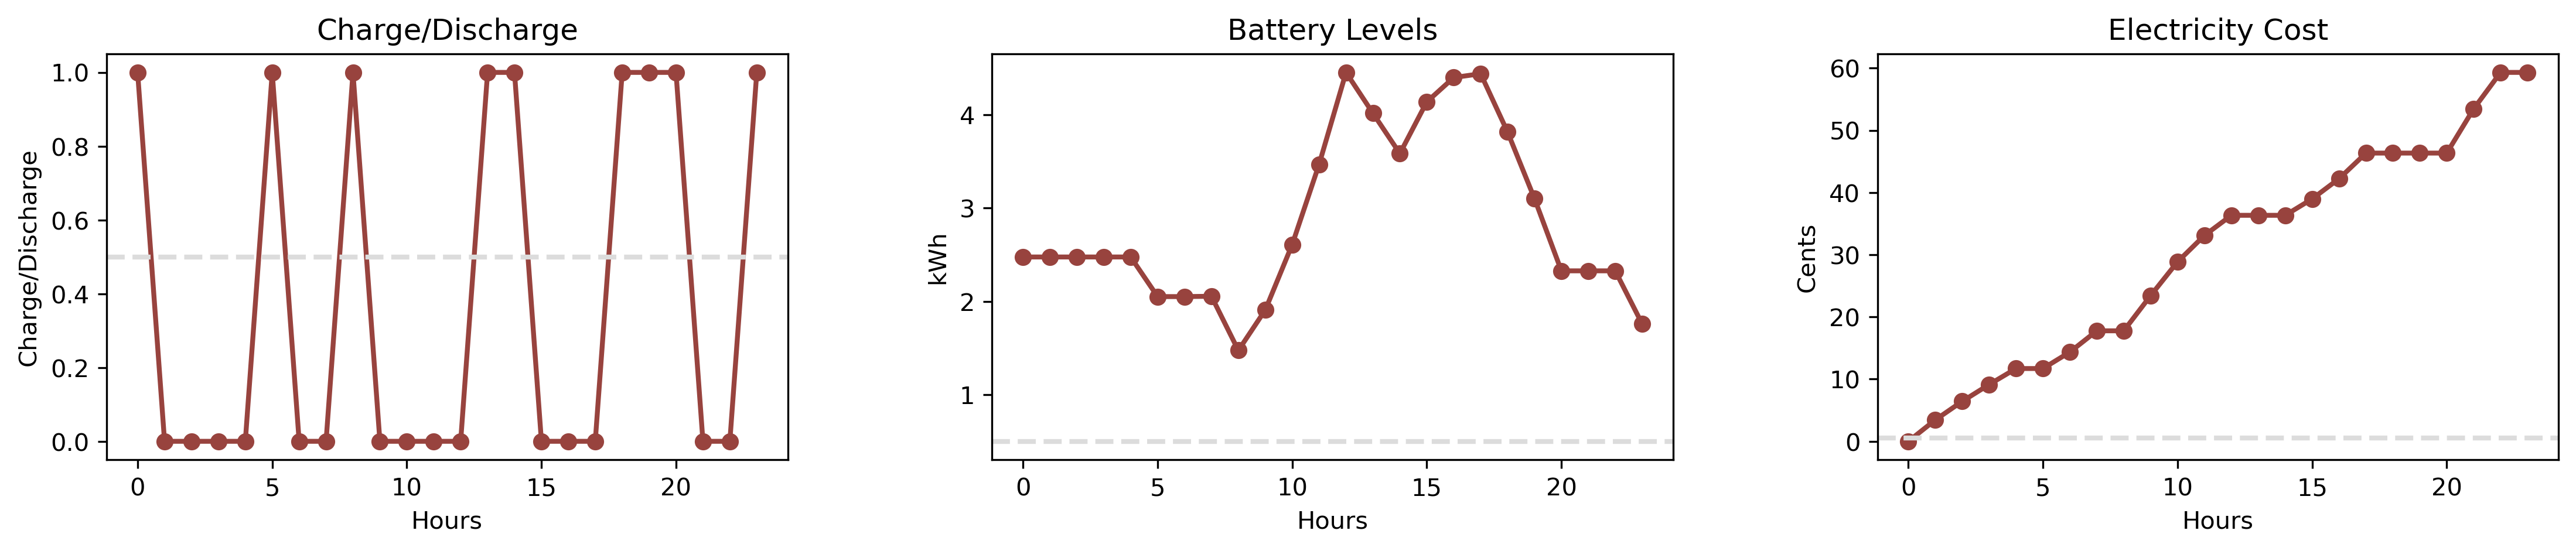 Charge/Discharge
Charge/Discharge
1.0
0.8
0.6
0.4
0.2
0.0
0 5 10 15 20
Hours
Battery Levels
kWh
4
3
2
1
0 5 10 15 20
Hours
Electricity Cost
Cents
60
50
40
30
20
10
0
0 5 10 15 20
Hours